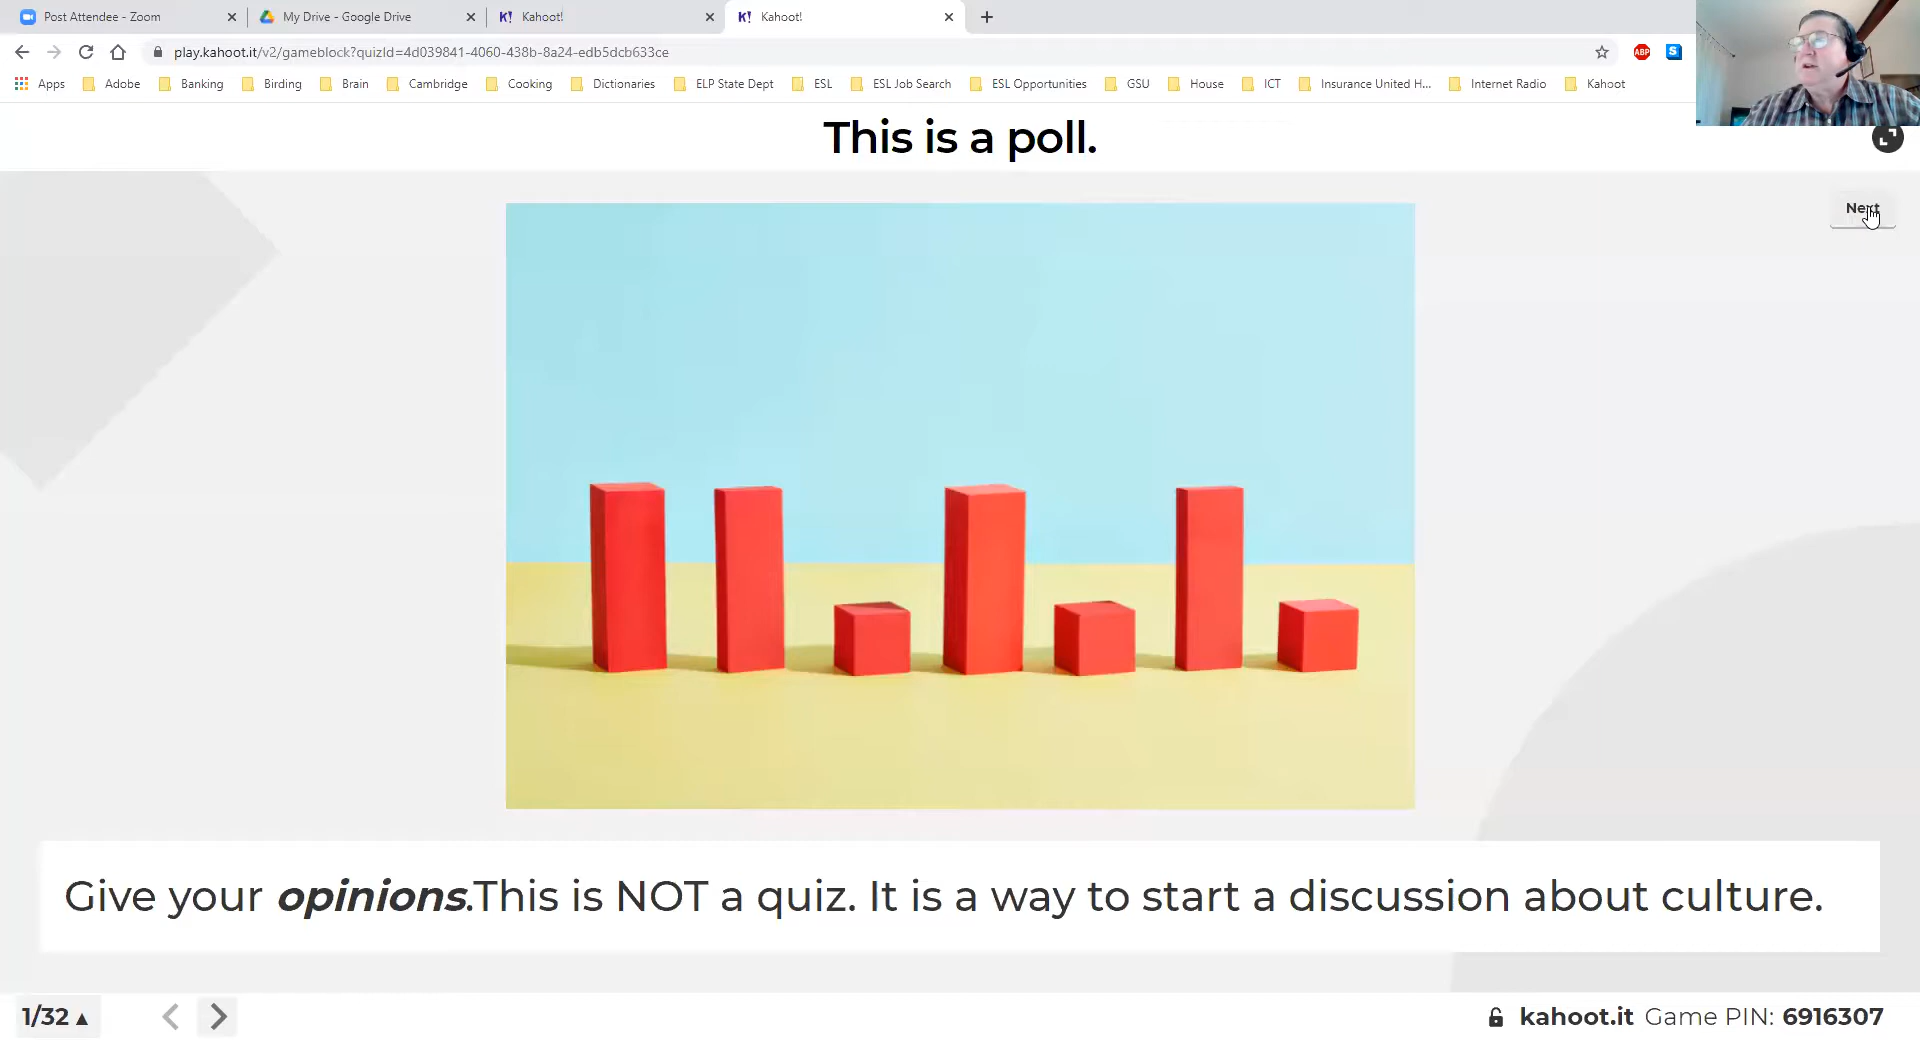 Post Attendee - Zoom
My Drive - Google Drive
K! Kahoot!
K! Kahoot!
play.kahoot.it/v2/gameblock?quizId=4d039841-4060-438b-8a24-edb5dcb633ce
ABP
S
Apps
Adobe
Banking
Birding
Brain
Cambridge
Cooking
Dictionaries
ELP State Dept
ESL
ESL Job Search
ESL Opportunities
GSU
House
ICT
Insurance United H...
Internet Radio
Kahoot
This is a poll.
Next
Give your opinions.This is NOT a quiz. It is a way to start a discussion about culture.
1/32 ▲
kahoot.it Game PIN: 6916307